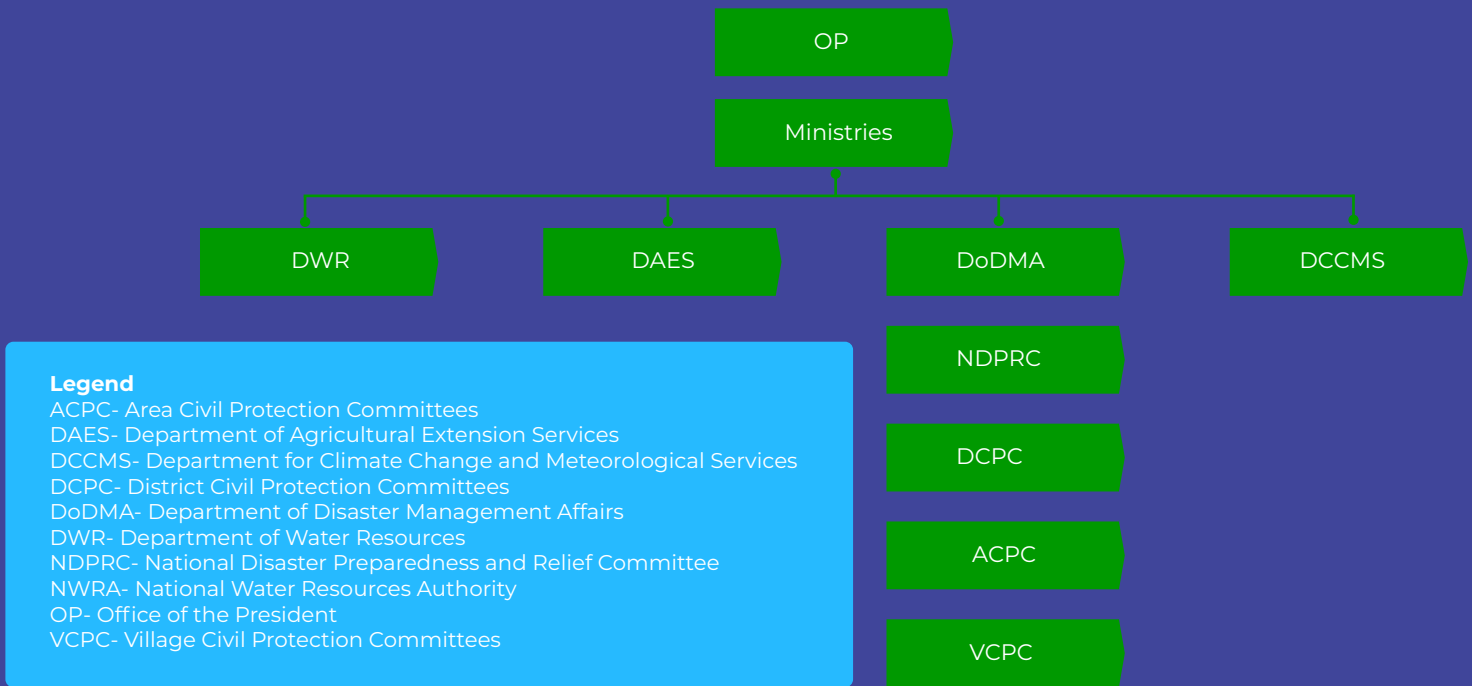 OP
Ministries
DWR
DAES
DoDMA
DCCMS
NDPRC
DCPC
ACPC
VCPC
Legend
ACPC- Area Civil Protection Committees
DAES- Department of Agricultural Extension Services
DCCMS- Department for Climate Change and Meteorological Services
DCPC- District Civil Protection Committees
DoDMA- Department of Disaster Management Affairs
DWR- Department of Water Resources
NDPRC- National Disaster Preparedness and Relief Committee
NWRA- National Water Resources Authority
OP- Office of the President
VCPC- Village Civil Protection Committees